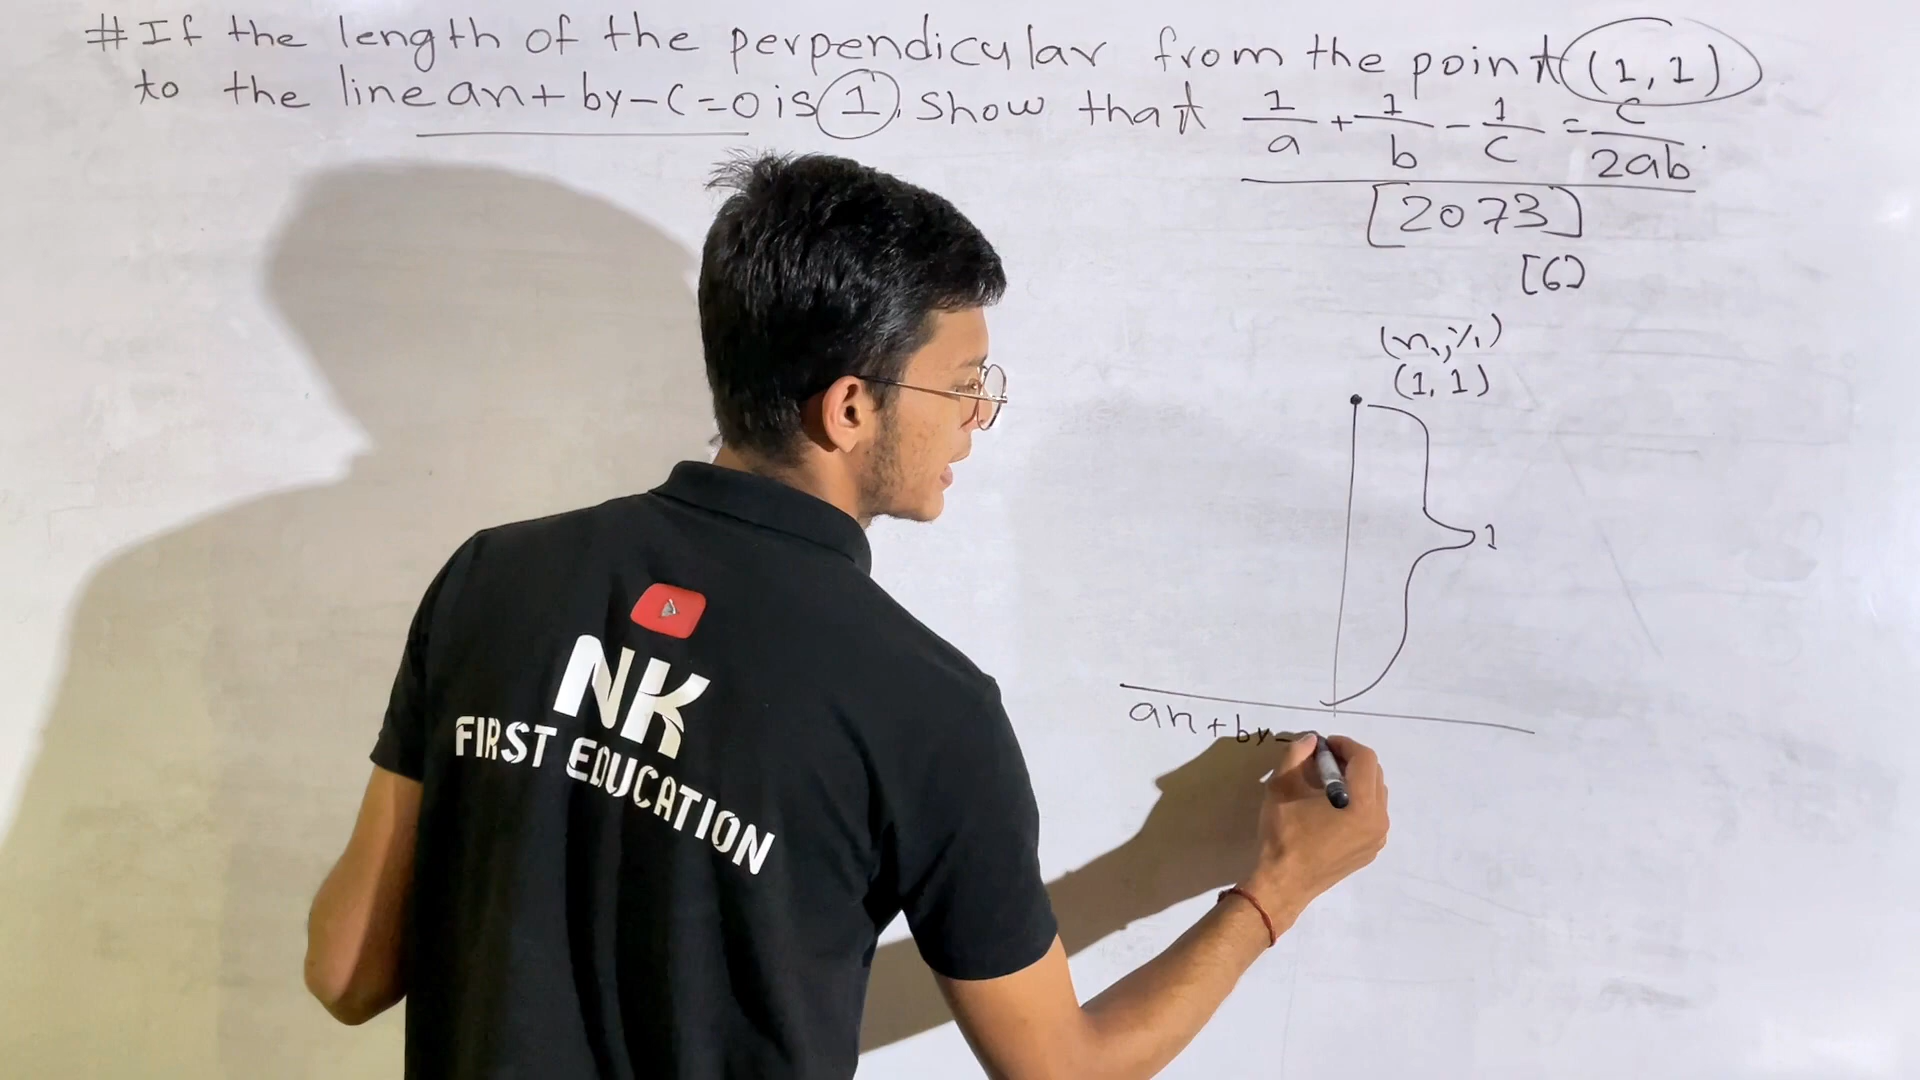 #If the length of the perpendicular from the point (1,1)
to the line ax+by-c=0 is 1. Show that 1/a + 1/b - 1/c = c/2ab.
[2073]
[6]
(x₁, y₁)
(1, 1)
1
ax+by-
NK
FIRST EDUCATION